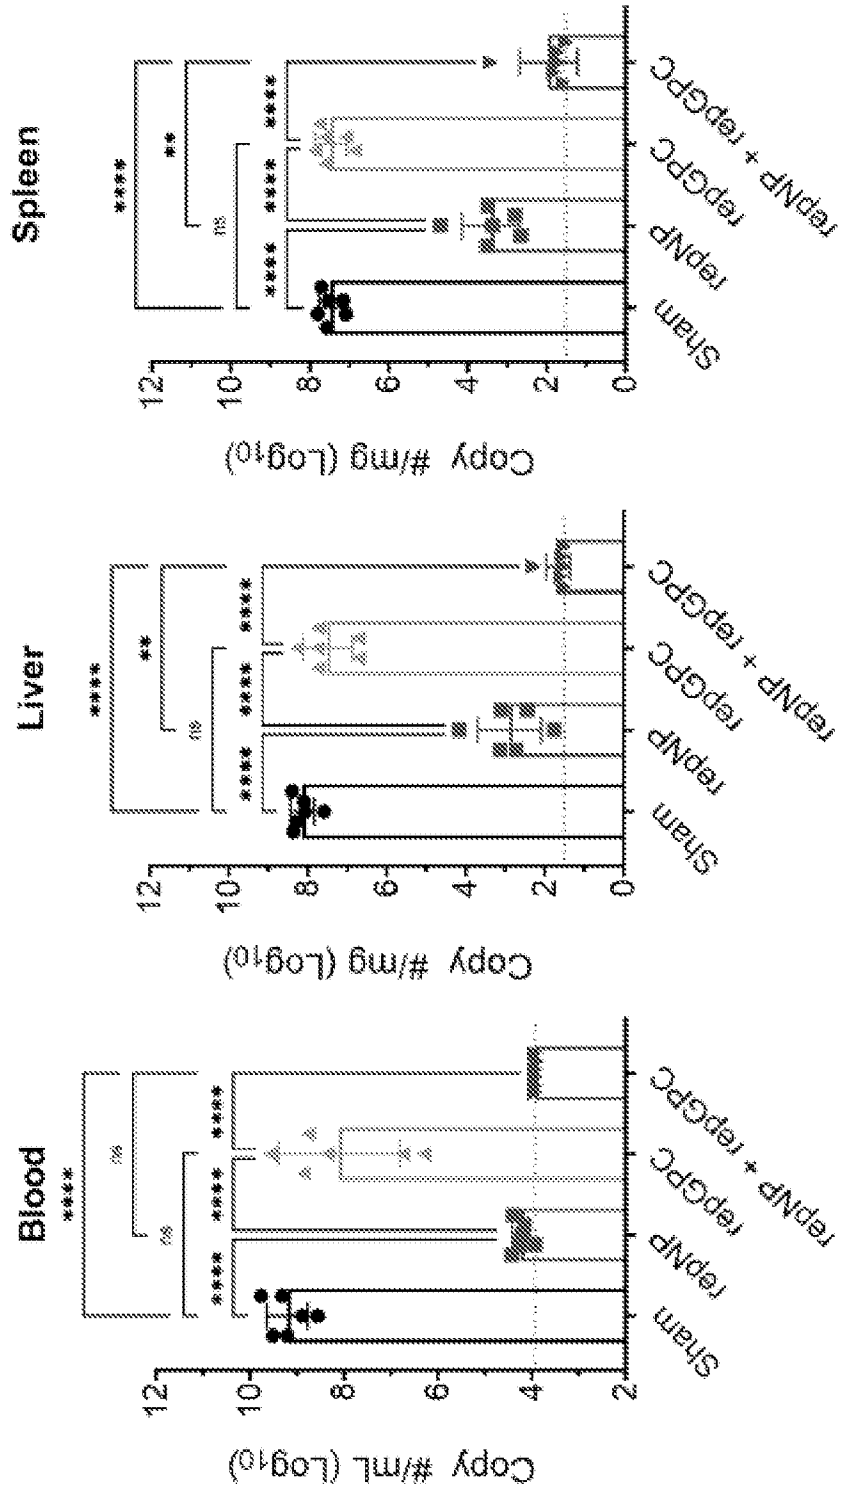 Blood
****
ns
ns
**** **** ****
12
10
8
6
4
2
Copy #/mL (Log10)
Sham
repNP
repGPC
repNP + repGPC
Liver
****
**
ns
**** **** ****
12
10
8
6
4
2
0
Copy #/mg (Log10)
Sham
repNP
repGPC
repNP + repGPC
Spleen
****
**
ns
**** **** ****
12
10
8
6
4
2
0
Copy #/mg (Log10)
Sham
repNP
repGPC
repNP + repGPC